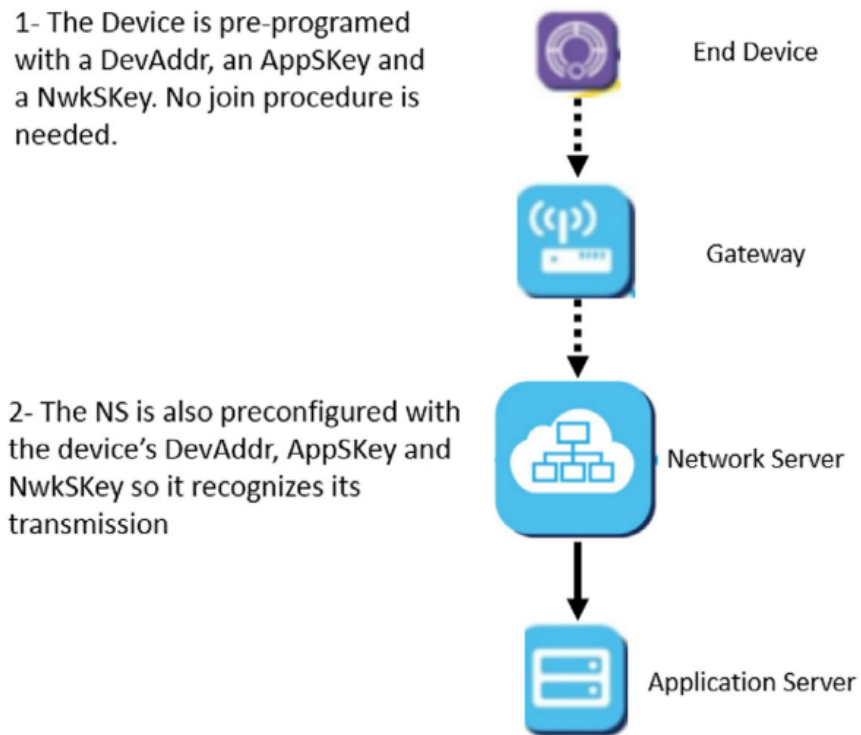 1- The Device is pre-programed
with a DevAddr, an AppSKey and
a NwkSKey. No join procedure is
needed.
End Device
Gateway
2- The NS is also preconfigured with
the device's DevAddr, AppSKey and
NwkSKey so it recognizes its
transmission
Network Server
Application Server